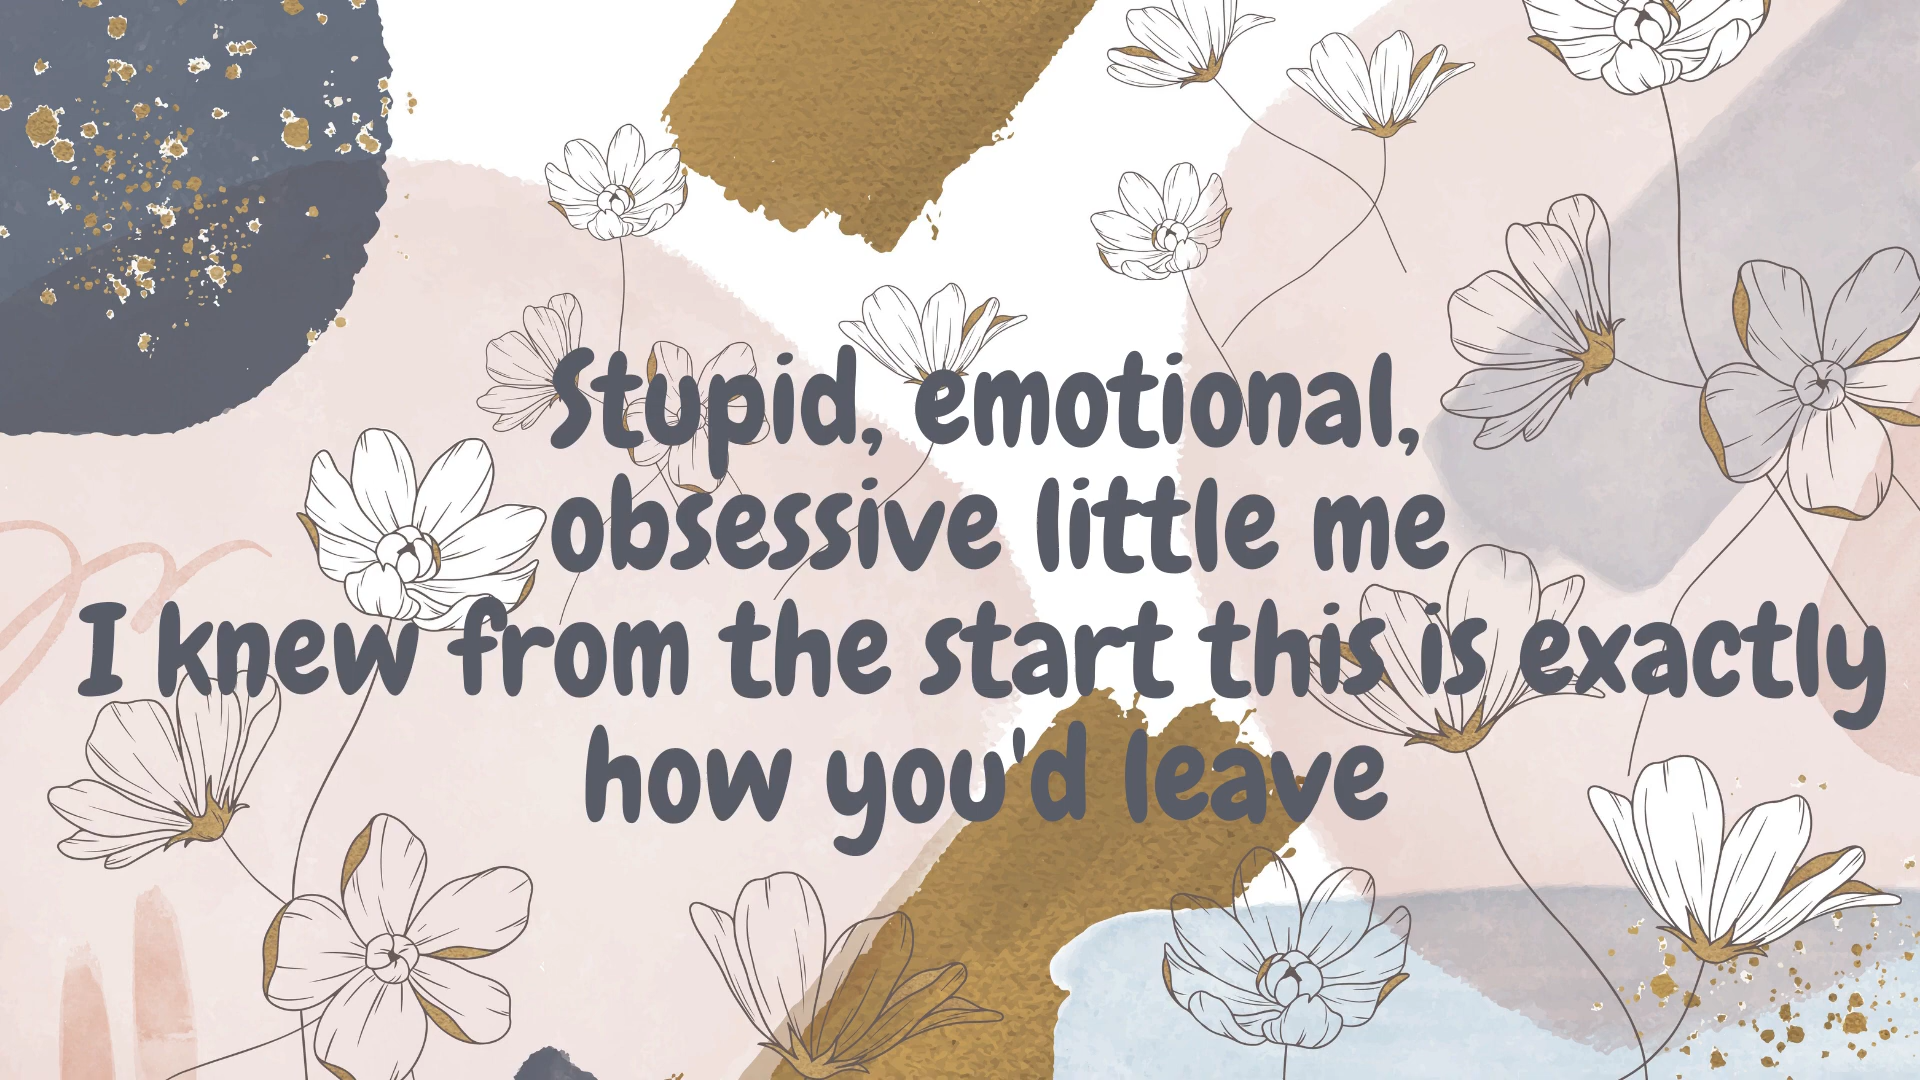 Stupid, emotional,
obsessive little me
I knew from the start this is exactly
how you'd leave